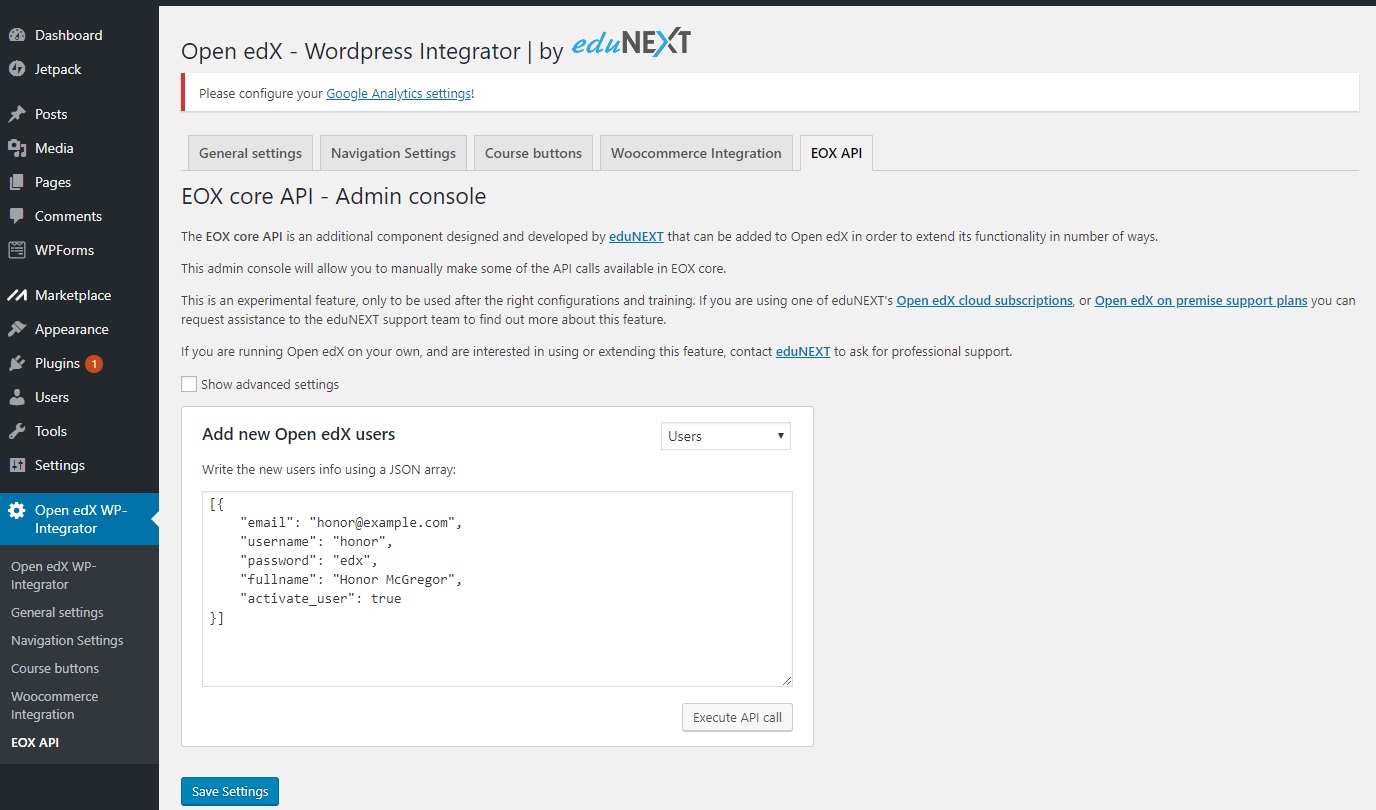 Dashboard
Jetpack
Posts
Media
Pages
Comments
WPForms
Marketplace
Appearance
Plugins 1
Users
Tools
Settings
Open edX WP-
Integrator
Open edX WP-
Integrator
General settings
Navigation Settings
Course buttons
Woocommerce
Integration
EOX API
Open edX - Wordpress Integrator | by eduNEXT
Please configure your Google Analytics settings!
General settings
Navigation Settings
Course buttons
Woocommerce Integration
EOX API
EOX core API - Admin console
The EOX core API is an additional component designed and developed by eduNEXT that can be added to Open edX in order to extend its functionality in number of ways.
This admin console will allow you to manually make some of the API calls available in EOX core.
This is an experimental feature, only to be used after the right configurations and training. If you are using one of eduNEXT's Open edX cloud subscriptions, or Open edX on premise support plans you can
request assistance to the eduNEXT support team to find out more about this feature.
If you are running Open edX on your own, and are interested in using or extending this feature, contact eduNEXT to ask for professional support.
Show advanced settings
Add new Open edX users
Users
Write the new users info using a JSON array:
[{
    "email": "honor@example.com",
    "username": "honor",
    "password": "edx",
    "fullname": "Honor McGregor",
    "activate_user": true
}]
Execute API call
Save Settings